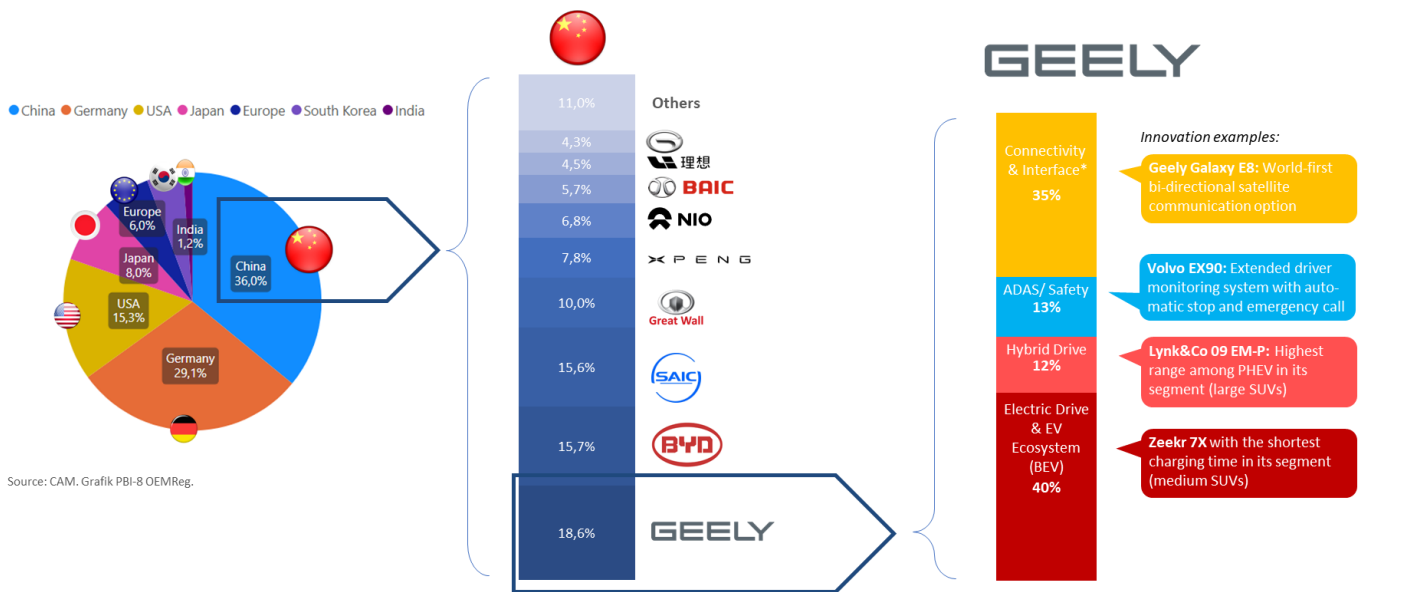 China Germany USA Japan Europe South Korea India
Europe
6,0%
India
1,2%
Japan
8,0%
China
36,0%
USA
15,3%
Germany
29,1%
Source: CAM. Grafik PBI-8 OEMReg.
11,0%
Others
4,3%
4,5%
理想
5,7%
BAIC
6,8%
NIO
7,8%
XPENG
10,0%
Great Wall
15,6%
SAIC
15,7%
BYD
18,6%
GEELY
GEELY
Connectivity
& Interface*
35%
ADAS/ Safety
13%
Hybrid Drive
12%
Electric Drive
& EV
Ecosystem
(BEV)
40%
Innovation examples:
Geely Galaxy E8: World-first
bi-directional satellite
communication option
Volvo EX90: Extended driver
monitoring system with auto-
matic stop and emergency call
Lynk&Co 09 EM-P: Highest
range among PHEV in its
segment (large SUVs)
Zeekr 7X with the shortest
charging time in its segment
(medium SUVs)